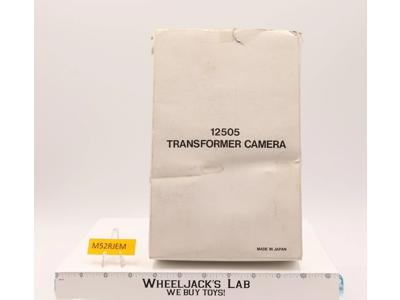 12505
TRANSFORMER CAMERA
MADE IN JAPAN
M52RJEM
WHEELJACK'S LAB
WE BUY TOYS!